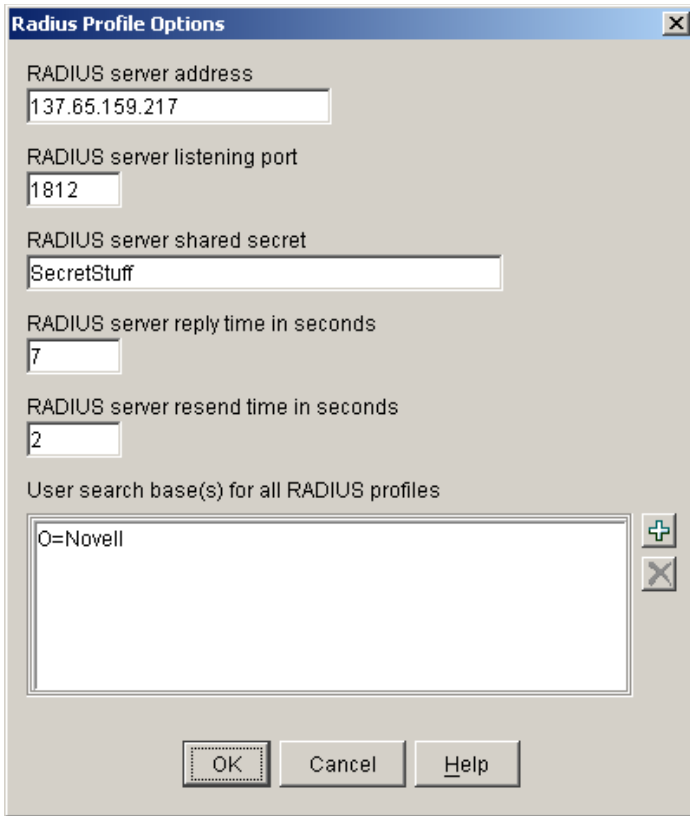 Radius Profile Options
RADIUS server address
137.65.159.217
RADIUS server listening port
1812
RADIUS server shared secret
SecretStuff
RADIUS server reply time in seconds
7
RADIUS server resend time in seconds
2
User search base(s) for all RADIUS profiles
O=Novell
OK Cancel Help